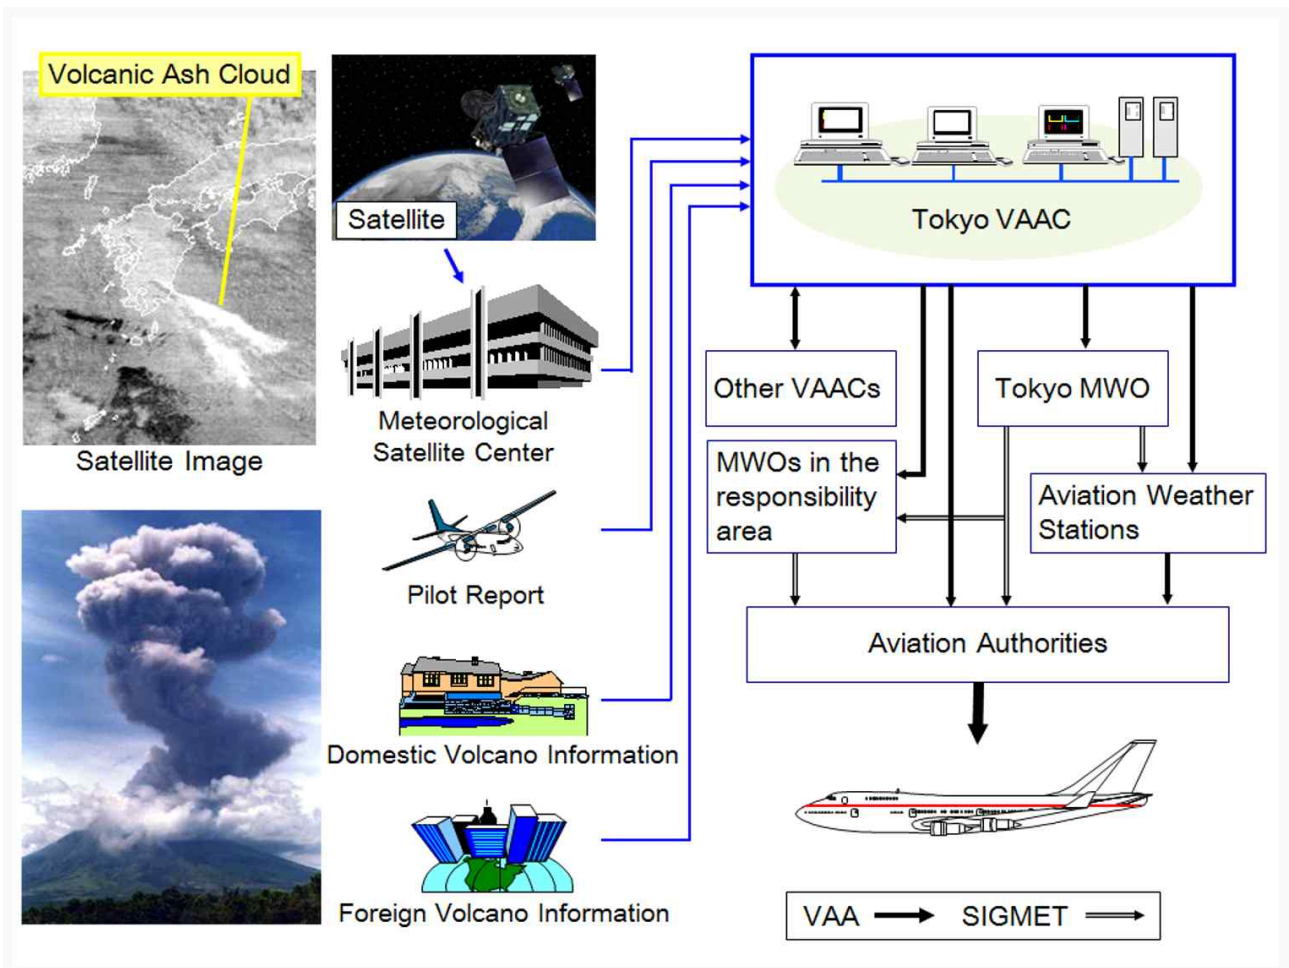 Volcanic Ash Cloud
Satellite Image
Satellite
Meteorological
Satellite Center
Pilot Report
Domestic Volcano Information
Foreign Volcano Information
Tokyo VAAC
Other VAACs
Tokyo MWO
MWOs in the
responsibility
area
Aviation Weather
Stations
Aviation Authorities
VAA
SIGMET